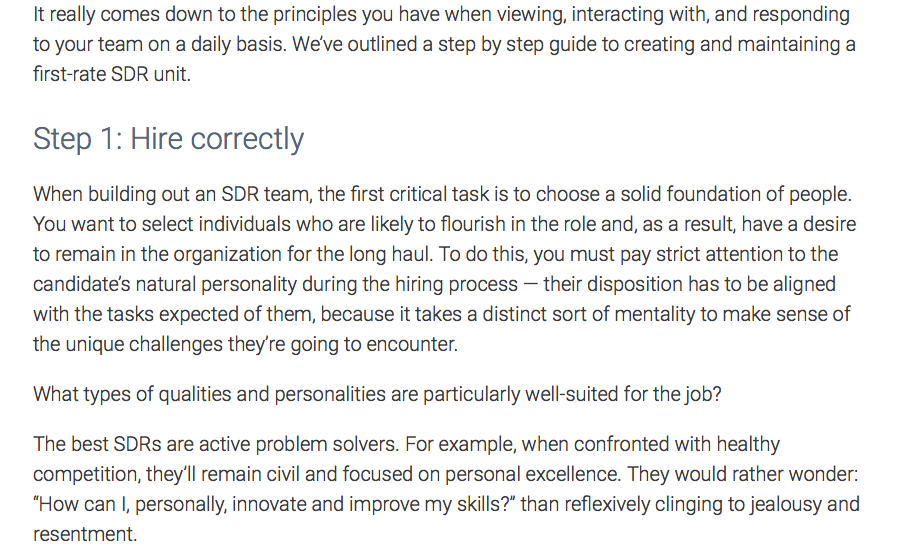 It really comes down to the principles you have when viewing, interacting with, and responding
to your team on a daily basis. We’ve outlined a step by step guide to creating and maintaining a
first-rate SDR unit.
Step 1: Hire correctly
When building out an SDR team, the first critical task is to choose a solid foundation of people.
You want to select individuals who are likely to flourish in the role and, as a result, have a desire
to remain in the organization for the long haul. To do this, you must pay strict attention to the
candidate’s natural personality during the hiring process — their disposition has to be aligned
with the tasks expected of them, because it takes a distinct sort of mentality to make sense of
the unique challenges they’re going to encounter.
What types of qualities and personalities are particularly well-suited for the job?
The best SDRs are active problem solvers. For example, when confronted with healthy
competition, they’ll remain civil and focused on personal excellence. They would rather wonder:
“How can I, personally, innovate and improve my skills?” than reflexively clinging to jealousy and
resentment.